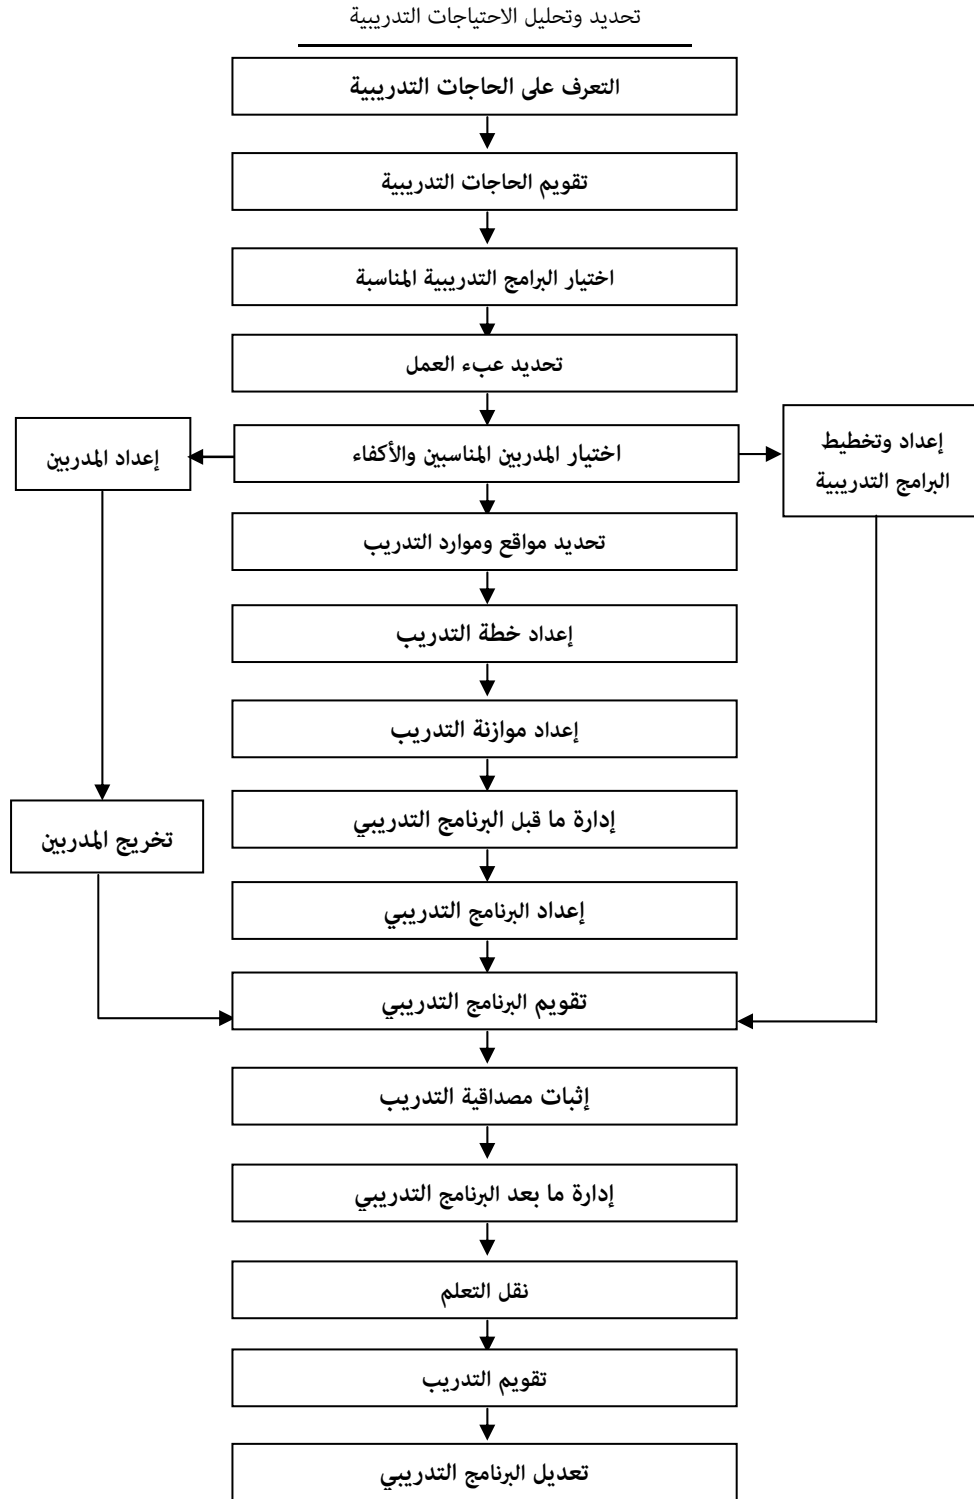 تحديد وتحليل الاحتياجات التدريبية
التعرف على الحاجات التدريبية
تقويم الحاجات التدريبية
اختيار البرامج التدريبية المناسبة
تحديد عبء العمل
إعداد وتخطيط
البرامج التدريبية
اختيار المدربين المناسبين والأكفاء
إعداد المدربين
تحديد مواقع وموارد التدريب
إعداد خطة التدريب
إعداد موازنة التدريب
إدارة ما قبل البرنامج التدريبي
تخريج المدربين
إعداد البرنامج التدريبي
تقويم البرنامج التدريبي
إثبات مصداقية التدريب
إدارة ما بعد البرنامج التدريبي
نقل التعلم
تقويم التدريب
تعديل البرنامج التدريبي